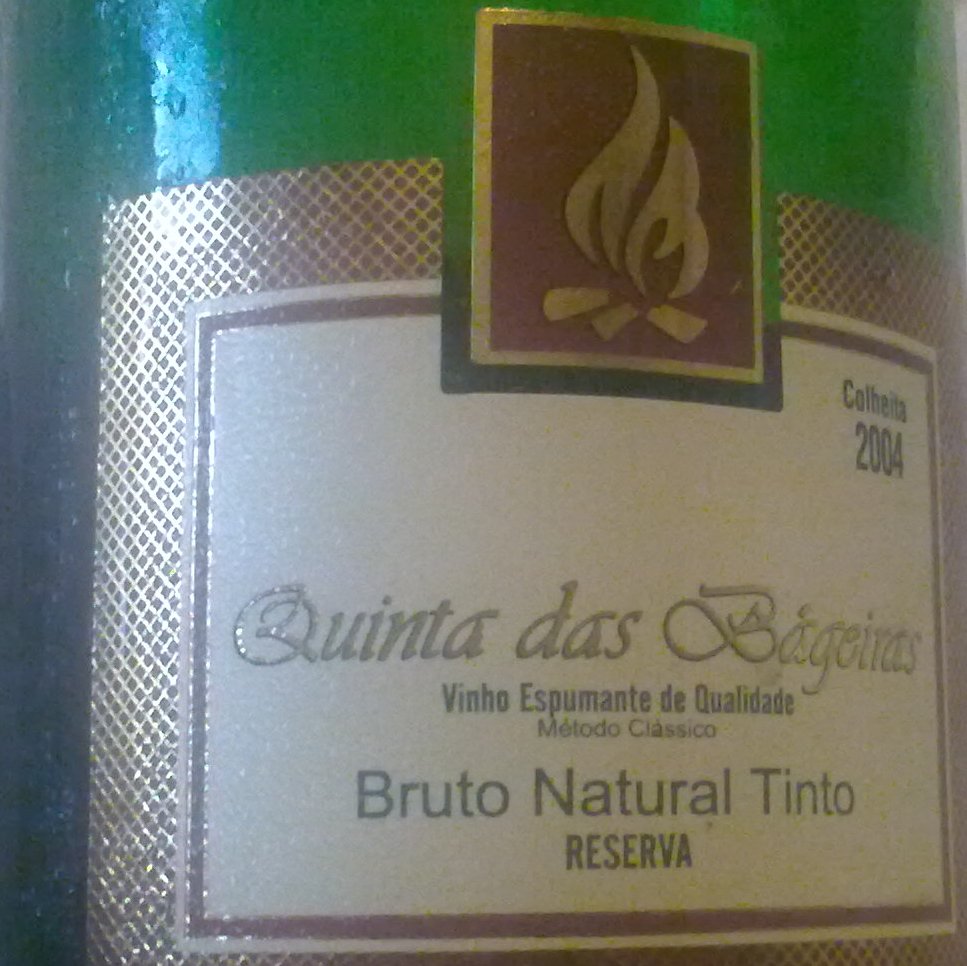 Colheita
2004
Quinta das Bágeiras
Vinho Espumante de Qualidade
Método Clássico
Bruto Natural Tinto
RESERVA